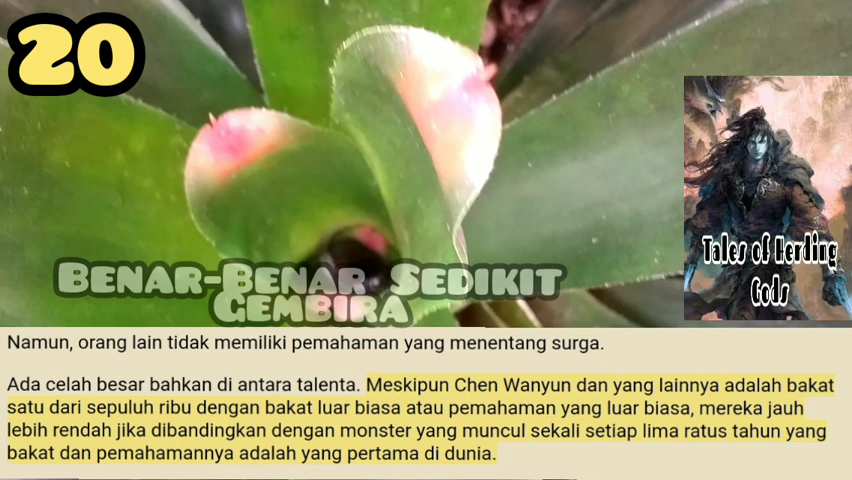 20
BENAR-BENAR SEDIKIT
GEMBIRA
Tales of Herding
Gods
Namun, orang lain tidak memiliki pemahaman yang menentang surga.
Ada celah besar bahkan di antara talenta. Meskipun Chen Wanyun dan yang lainnya adalah bakat
satu dari sepuluh ribu dengan bakat luar biasa atau pemahaman yang luar biasa, mereka jauh
lebih rendah jika dibandingkan dengan monster yang muncul sekali setiap lima ratus tahun yang
bakat dan pemahamannya adalah yang pertama di dunia.